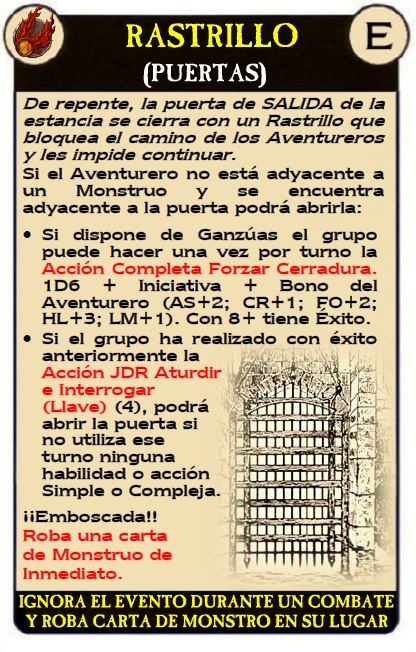 RASTRILLO
E
(PUERTAS)
De repente, la puerta de SALIDA de la
estancia se cierra con un Rastrillo que
bloquea el camino de los Aventureros
y les impide continuar.
Si el Aventurero no está adyacente a
un Monstruo y se encuentra
adyacente a la puerta podrá abrirla:
• Si dispone de Ganzúas el grupo
puede hacer una vez por turno la
Acción Completa Forzar Cerradura.
1D6 + Iniciativa + Bono del
Aventurero (AS+2; CR+1; FO+2;
HL+3; LM+1). Con 8+ tiene Éxito.
• Si el grupo ha realizado con éxito
anteriormente la
Acción JDR Aturdir
e Interrogar
(Llave) (4), podrá
abrir la puerta si
no utiliza ese
turno ninguna
habilidad o acción
Simple o Compleja.
¡¡Emboscada!!
Roba una carta
de Monstruo de
Inmediato.
IGNORA EL EVENTO DURANTE UN COMBATE
Y ROBA CARTA DE MONSTRO EN SU LUGAR